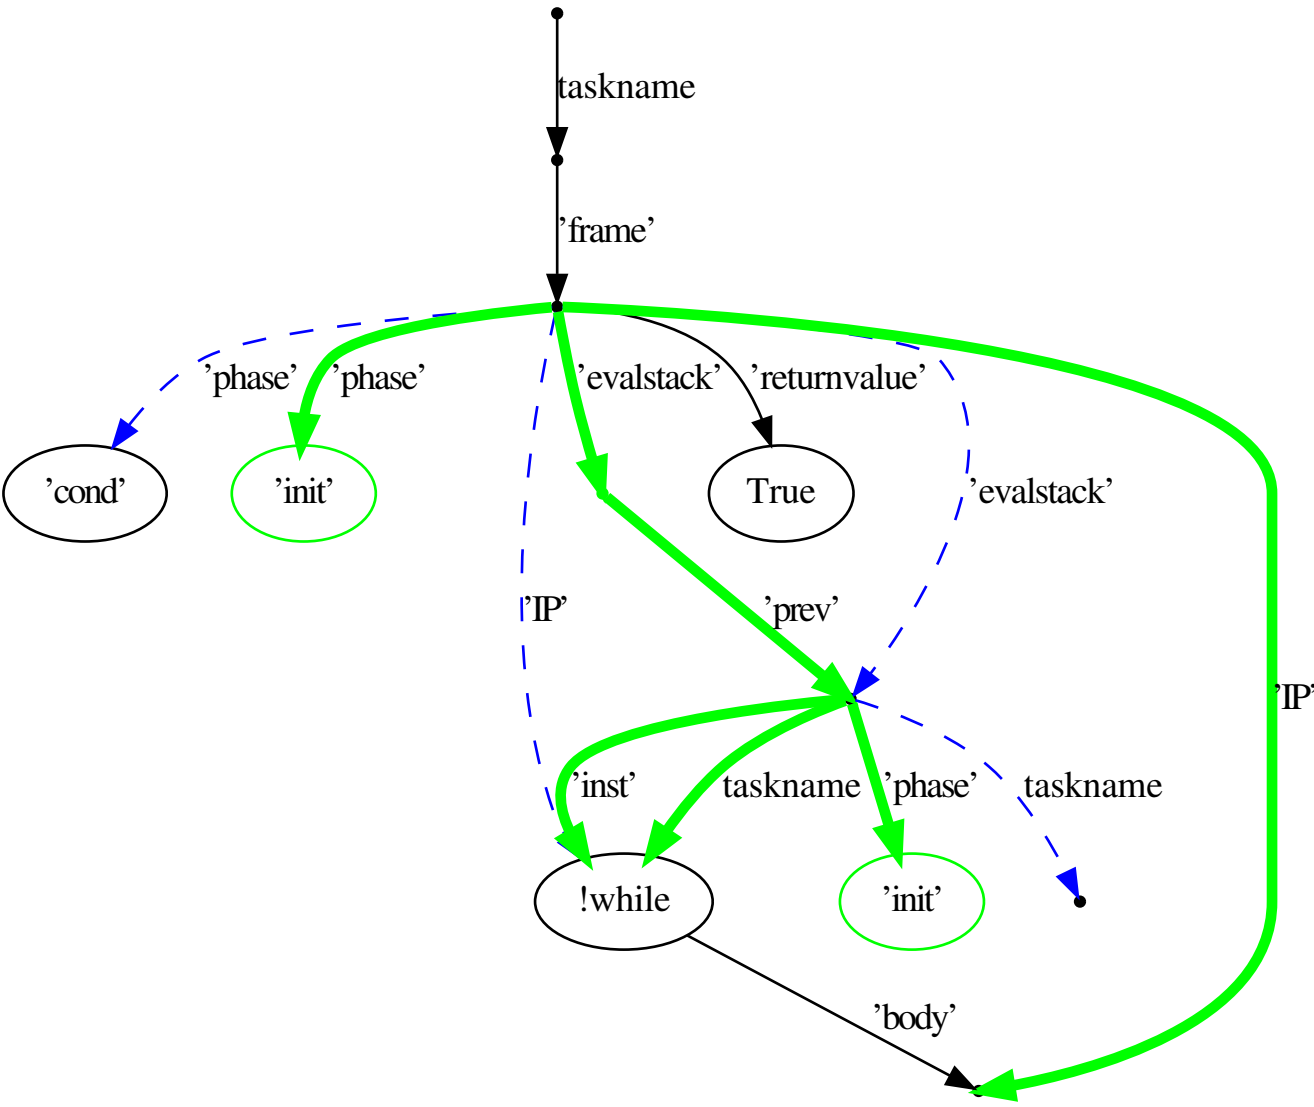 taskname
’frame’
’phase’
’phase’
’evalstack’
’returnvalue’
’cond’
’init’
True
’evalstack’
’IP’
’prev’
’IP’
’inst’
taskname
’phase’
taskname
!while
’init’
’body’